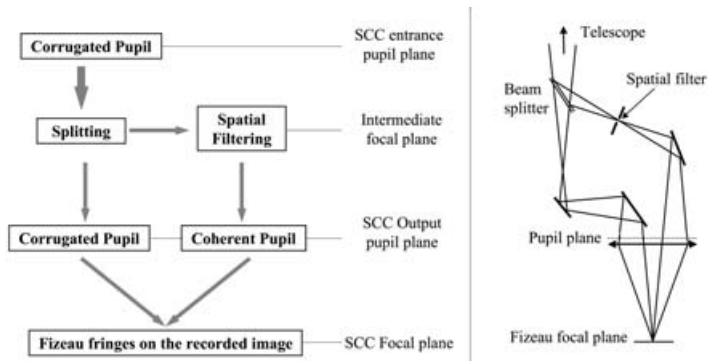 Corrugated Pupil
SCC entrance
pupil plane
Splitting
Spatial
Filtering
Intermediate
focal plane
Corrugated Pupil
Coherent Pupil
SCC Output
pupil plane
Fizeau fringes on the recorded image
SCC Focal plane
Telescope
Spatial filter
Beam
splitter
Pupil plane
Fizeau focal plane